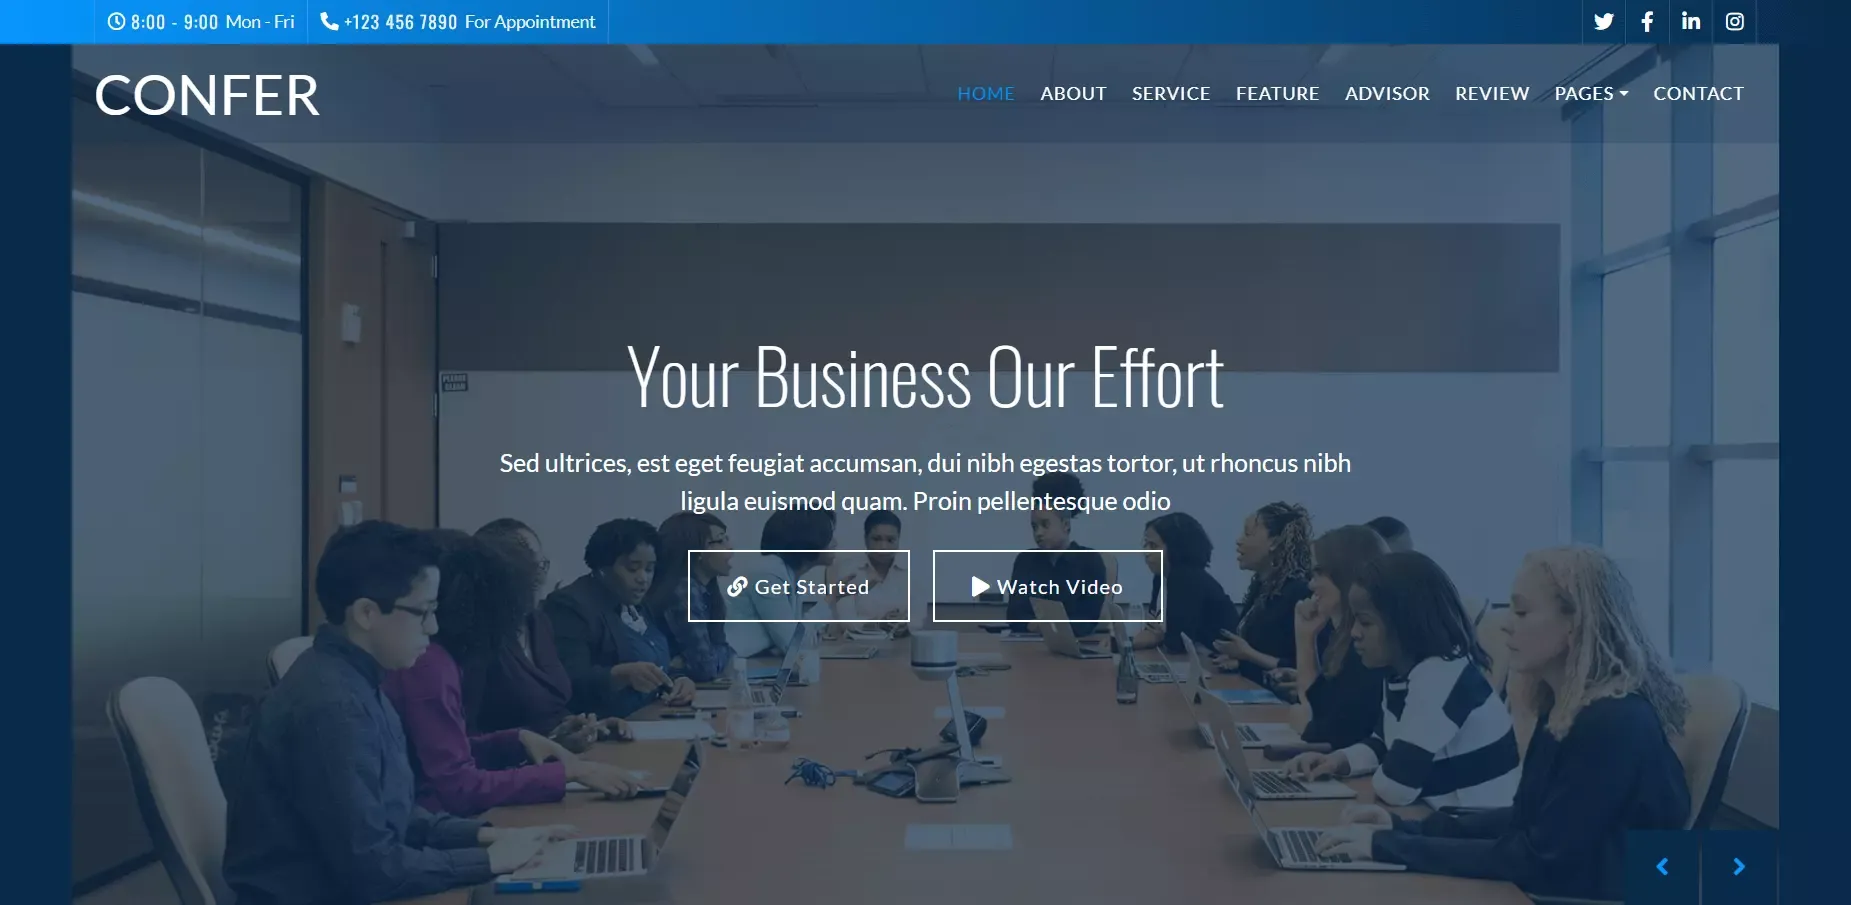 8:00 - 9:00 Mon - Fri
+123 456 7890 For Appointment
CONFER
HOME ABOUT SERVICE FEATURE ADVISOR REVIEW PAGES CONTACT
PLEASE
CLEAN
Your Business Our Effort
Sed ultrices, est eget feugiat accumsan, dui nibh egestas tortor, ut rhoncus nibh
ligula euismod quam. Proin pellentesque odio
Get Started
Watch Video